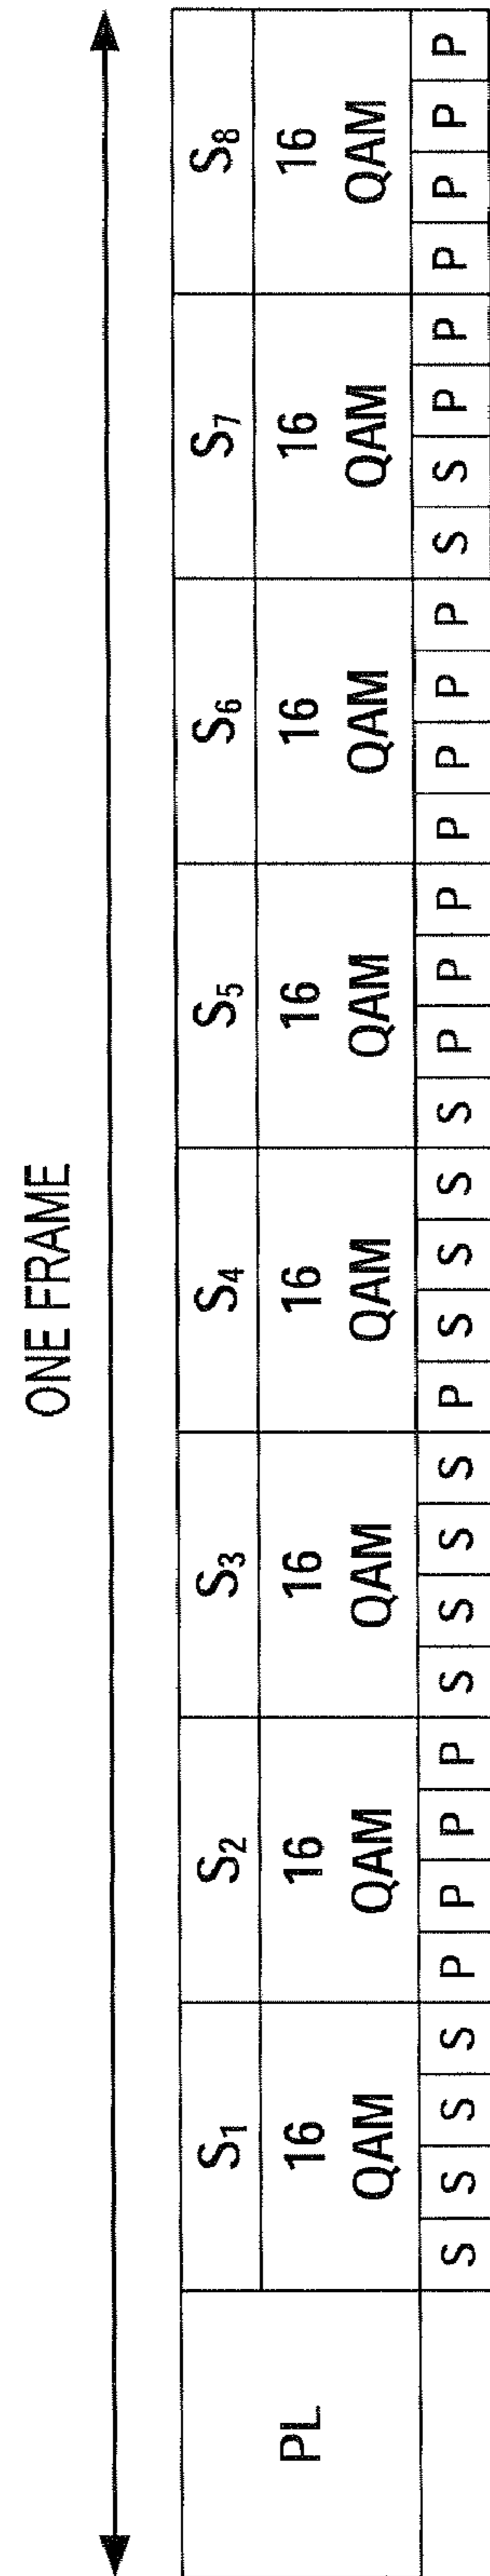 ONE FRAME
S₁ S₂ S₃ S₄ S₅ S₆ S₇ S₈
PL 16 16 16 16 16 16 16 16
QAM QAM QAM QAM QAM QAM QAM QAM
S S S S P P P P S S S S P S S S S P P P P P P P S S P P P P P P